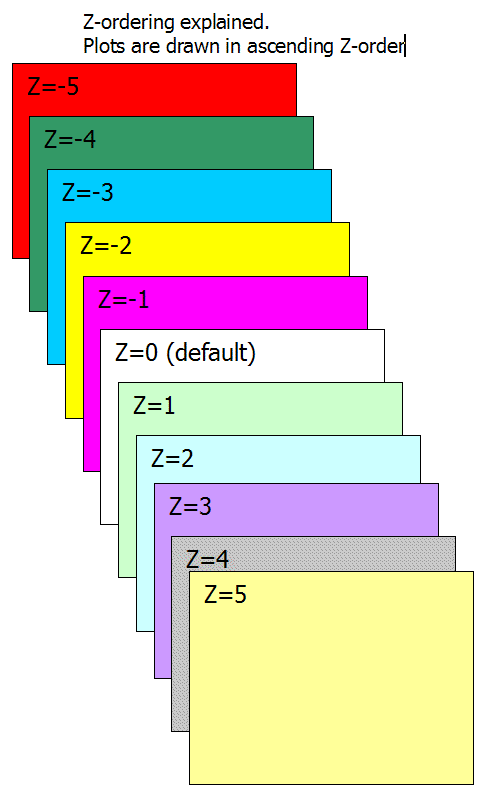 Z-ordering explained.
Plots are drawn in ascending Z-order
Z=-5
Z=-4
Z=-3
Z=-2
Z=-1
Z=0 (default)
Z=1
Z=2
Z=3
Z=4
Z=5